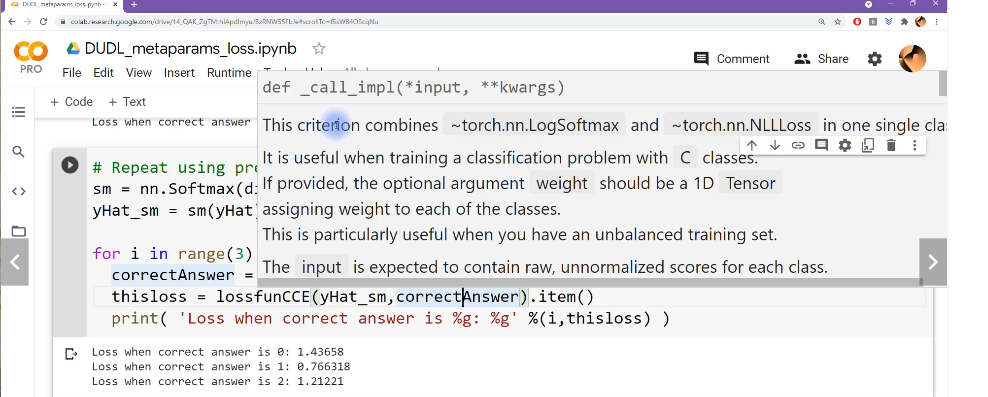 DUDL_metaparams_loss.pynb -
colab.research.google.com/drive/14_QAK_ZgTMthlApdImyu
DUDL_metaparams_loss.ipynb
PRO
File Edit View Insert Runtime
Comment Share
+ Code + Text
def _call_impl(*input, **kwargs)
Loss when correct answer
This criterion combines ~torch.nn.LogSoftmax and ~torch.nn.NLLLoss in one single cla
It is useful when training a classification problem with C classes.
If provided, the optional argument weight should be a 1D Tensor
assigning weight to each of the classes.
This is particularly useful when you have an unbalanced training set.
The input is expected to contain raw, unnormalized scores for each class.
# Repeat using pre
sm = nn.Softmax(di
yHat_sm = sm(yHat
for i in range(3)
correctAnswer =
thisloss = lossfunCCE(yHat_sm,correctAnswer).item()
print( 'Loss when correct answer is %g: %g' %(i,thisloss) )
Loss when correct answer is 0: 1.43658
Loss when correct answer is 1: 0.766318
Loss when correct answer is 2: 1.21221